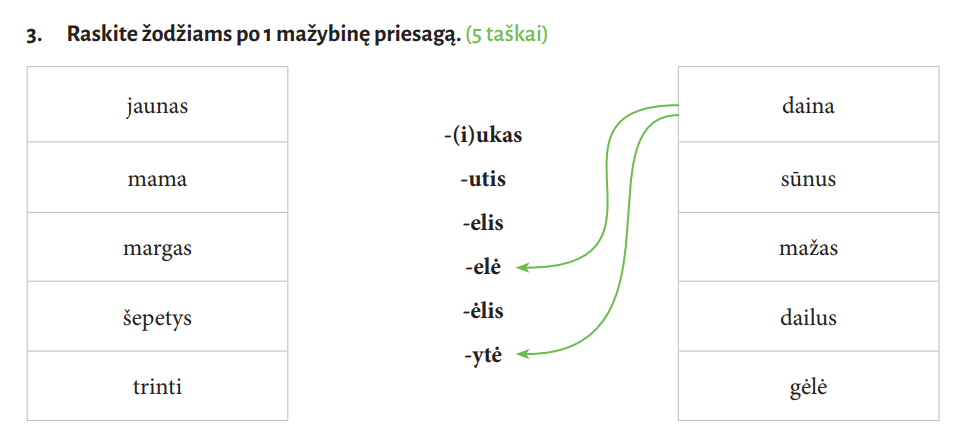 3. Raskite žodžiams po 1 mažybinę priesagą. (5 taškai)
jaunas
mama
margas
šepetys
trinti
-(i)ukas
-utis
-elis
-elė
-ėlis
-ytė
daina
sūnus
mažas
dailus
gėlė